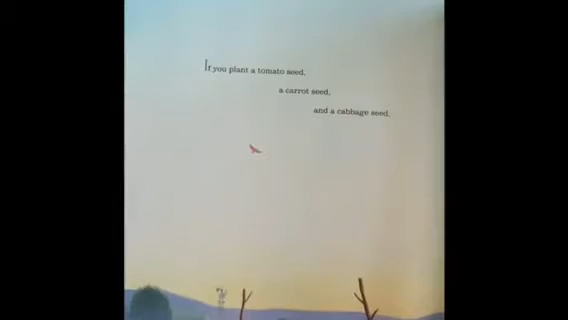 If you plant a tomato seed,
a carrot seed,
and a cabbage seed,